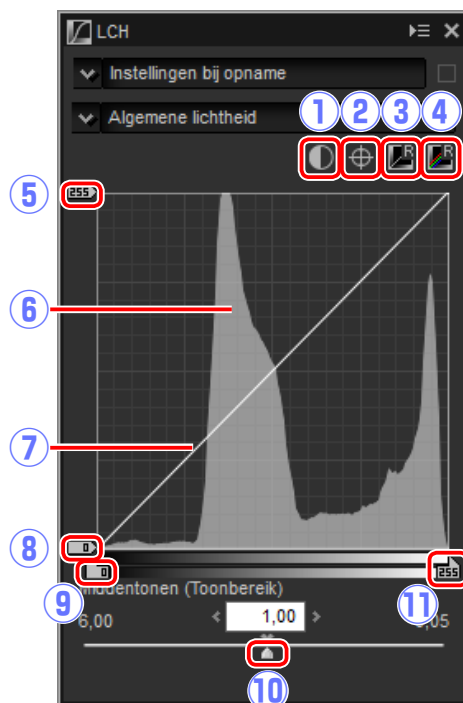 LCH
Instellingen bij opname
Algemene lichtheid
1 2 3 4
R R
5 255
6
7
8 0
9 0 255 11
Middentonen (Toonbereik)
6,00 1,00 0,05
10